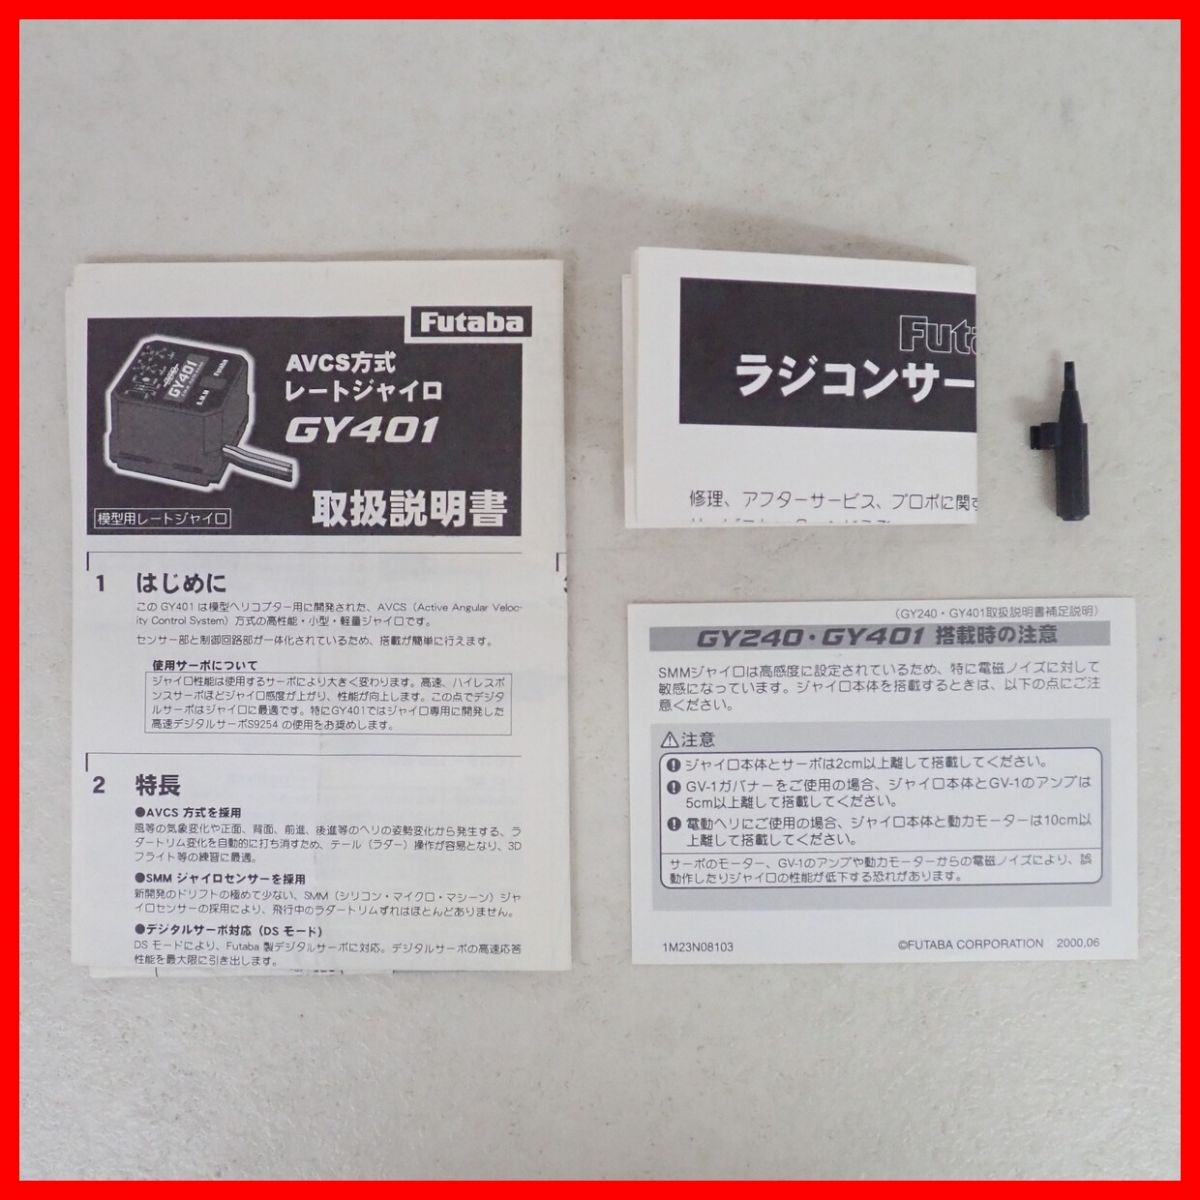 Futaba
AVCS方式
レートジャイロ
GY401
取扱説明書
模型用レートジャイロ
GY401
Futaba
1 はじめに
このGY401は模型ヘリコプター用に開発された、AVCS（Active Angular Veloc-
ity Control System）方式の高性能・小型・軽量ジャイロです。
センサー部と制御回路部が一体化されているため、搭載が簡単に行えます。
使用サーボについて
ジャイロ性能は使用するサーボにより大きく変わります。高速、ハイレスポ
ンスサーボほどジャイロ感度が上がり、性能が向上します。この点でデジタ
ルサーボはジャイロに最適です。特にGY401ではジャイロ専用に開発した
高速デジタルサーボS9254の使用をお奨めします。
2 特長
●AVCS 方式を採用
風等の気象変化や正面、背面、前進、後進等のヘリの姿勢変化から発生する、ラ
ダートリム変化を自動的に打ち消すため、テール（ラダー）操作が容易となり、3D
フライト等の練習に最適。
●SMM ジャイロセンサーを採用
新開発のドリフトの極めて少ない、SMM（シリコン・マイクロ・マシーン）ジャ
イロセンサーの採用により、飛行中のラダートリムずれはほとんどありません。
●デジタルサーボ対応（DS モード）
DS モードにより、Futaba 製デジタルサーボに対応。デジタルサーボの高速応答
性能を最大限に引き出します。
Futa
ラジコンサー
修理、アフターサービス、プロポに関す
（GY240・GY401取扱説明書補足説明）
GY240・GY401 搭載時の注意
SMMジャイロは高感度に設定されているため、特に電磁ノイズに対して
敏感になっています。ジャイロ本体を搭載するときは、以下の点にご注
意ください。
⚠注意
ジャイロ本体とサーボは2cm以上離して搭載してください。
GV-1ガバナーをご使用の場合、ジャイロ本体とGV-1のアンプは
5cm以上離して搭載してください。
電動ヘリにご使用の場合、ジャイロ本体と動力モーターは10cm以
上離して搭載してください。
サーボのモーター、GV-1のアンプや動力モーターからの電磁ノイズにより、誤
動作したりジャイロの性能が低下する恐れがあります。
1M23N08103 ©FUTABA CORPORATION 2000,06